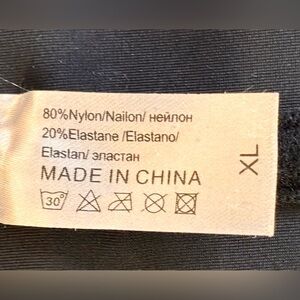 80%Nylon/Nailon/ нейлон
20%Elastane /Elastano/
Elastan/ эластан
MADE IN CHINA
30°
XL